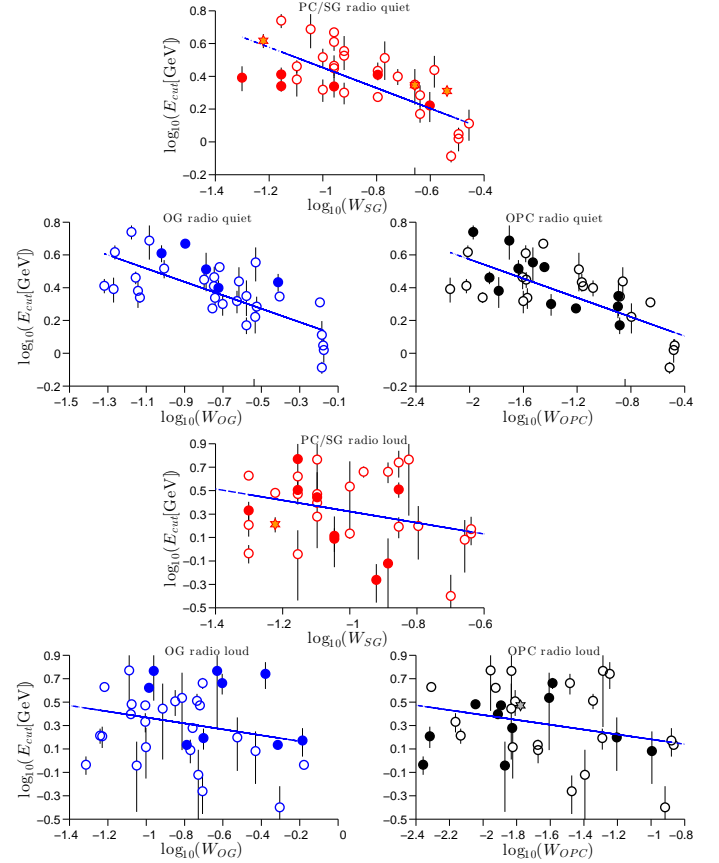 PC/SG radio quiet
log10(Ecut[GeV])
0.8
0.6
0.4
0.2
0
−0.2
−1.4 −1.2 −1 −0.8 −0.6 −0.4
log10(WSG)
OG radio quiet
log10(Ecut[GeV])
0.8
0.6
0.4
0.2
0
−0.2
−1.5 −1.3 −1.1 −0.9 −0.7 −0.5 −0.3 −0.1
log10(WOG)
OPC radio quiet
log10(Ecut[GeV])
0.8
0.6
0.4
0.2
0
−0.2
−2.4 −2 −1.6 −1.2 −0.8 −0.4
log10(WOPC)
PC/SG radio loud
log10(Ecut[GeV])
0.9
0.7
0.5
0.3
0.1
−0.1
−0.3
−0.5
−1.4 −1.2 −1 −0.8 −0.6
log10(WSG)
OG radio loud
log10(Ecut[GeV])
0.9
0.7
0.5
0.3
0.1
−0.1
−0.3
−0.5
−1.4 −1.2 −1 −0.8 −0.6 −0.4 −0.2 0
log10(WOG)
OPC radio loud
log10(Ecut[GeV])
0.9
0.7
0.5
0.3
0.1
−0.1
−0.3
−0.5
−2.4 −2.2 −2 −1.8 −1.6 −1.4 −1.2 −1 −0.8
log10(WOPC)